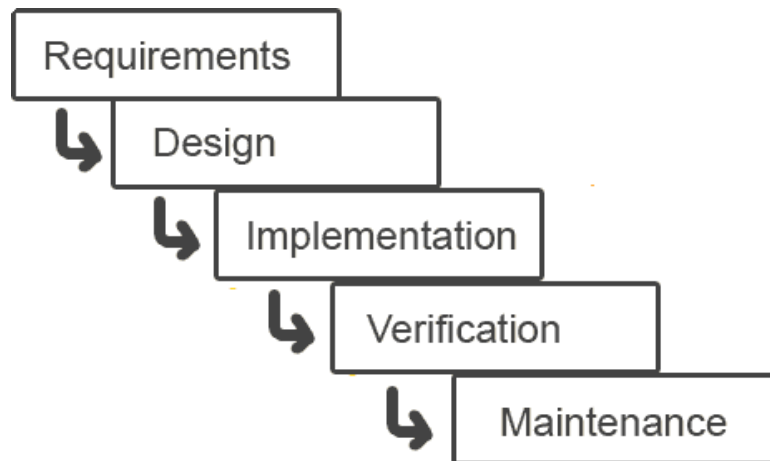 Requirements
Design
Implementation
Verification
Maintenance